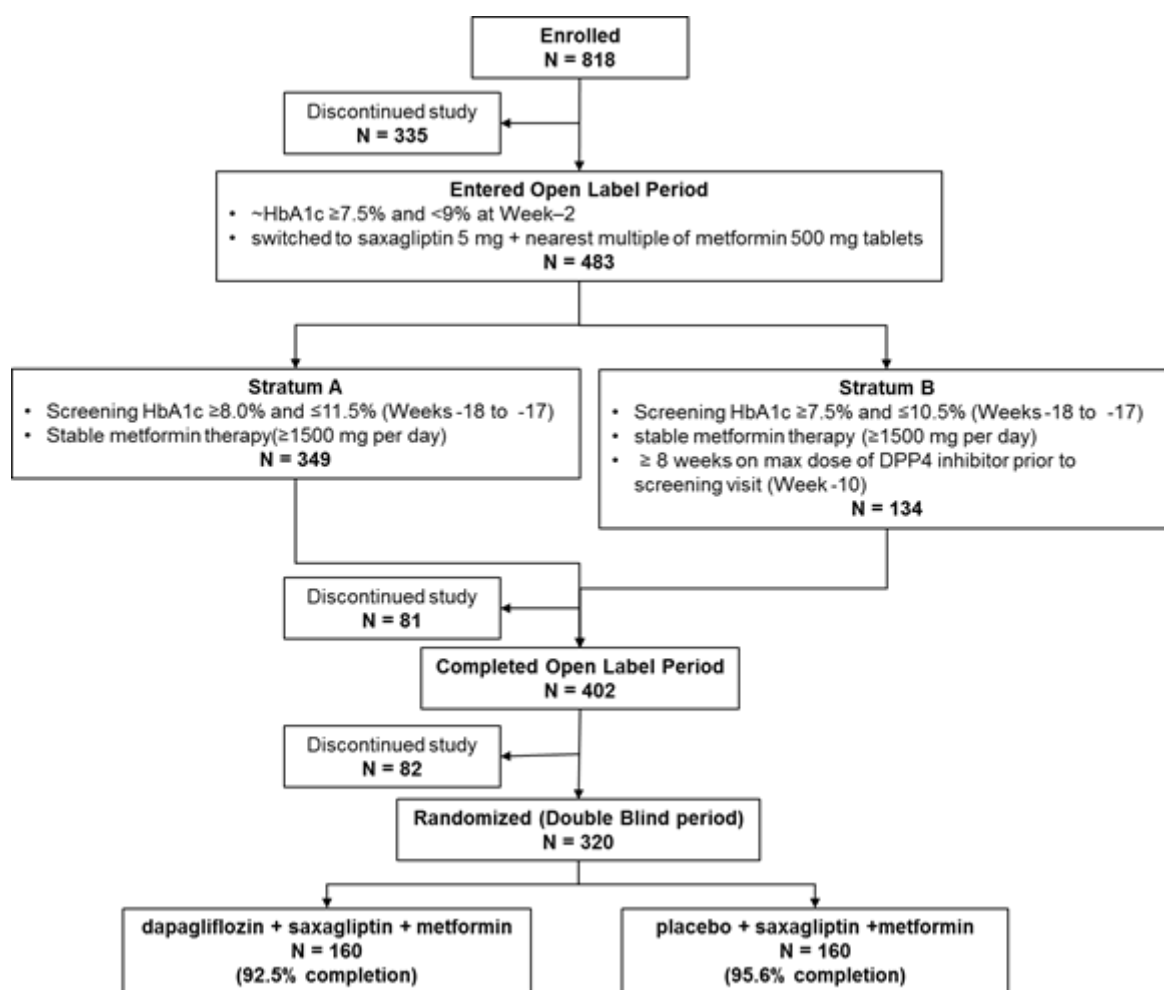 Enrolled
N = 818
Discontinued study
N = 335
Entered Open Label Period
• ~HbA1c ≥7.5% and <9% at Week–2
• switched to saxagliptin 5 mg + nearest multiple of metformin 500 mg tablets
N = 483
Stratum A
• Screening HbA1c ≥8.0% and ≤11.5% (Weeks -18 to -17)
• Stable metformin therapy(≥1500 mg per day)
N = 349
Stratum B
• Screening HbA1c ≥7.5% and ≤10.5% (Weeks -18 to -17)
• stable metformin therapy (≥1500 mg per day)
• ≥ 8 weeks on max dose of DPP4 inhibitor prior to
screening visit (Week -10)
N = 134
Discontinued study
N = 81
Completed Open Label Period
N = 402
Discontinued study
N = 82
Randomized (Double Blind period)
N = 320
dapagliflozin + saxagliptin + metformin
N = 160
(92.5% completion)
placebo + saxagliptin +metformin
N = 160
(95.6% completion)